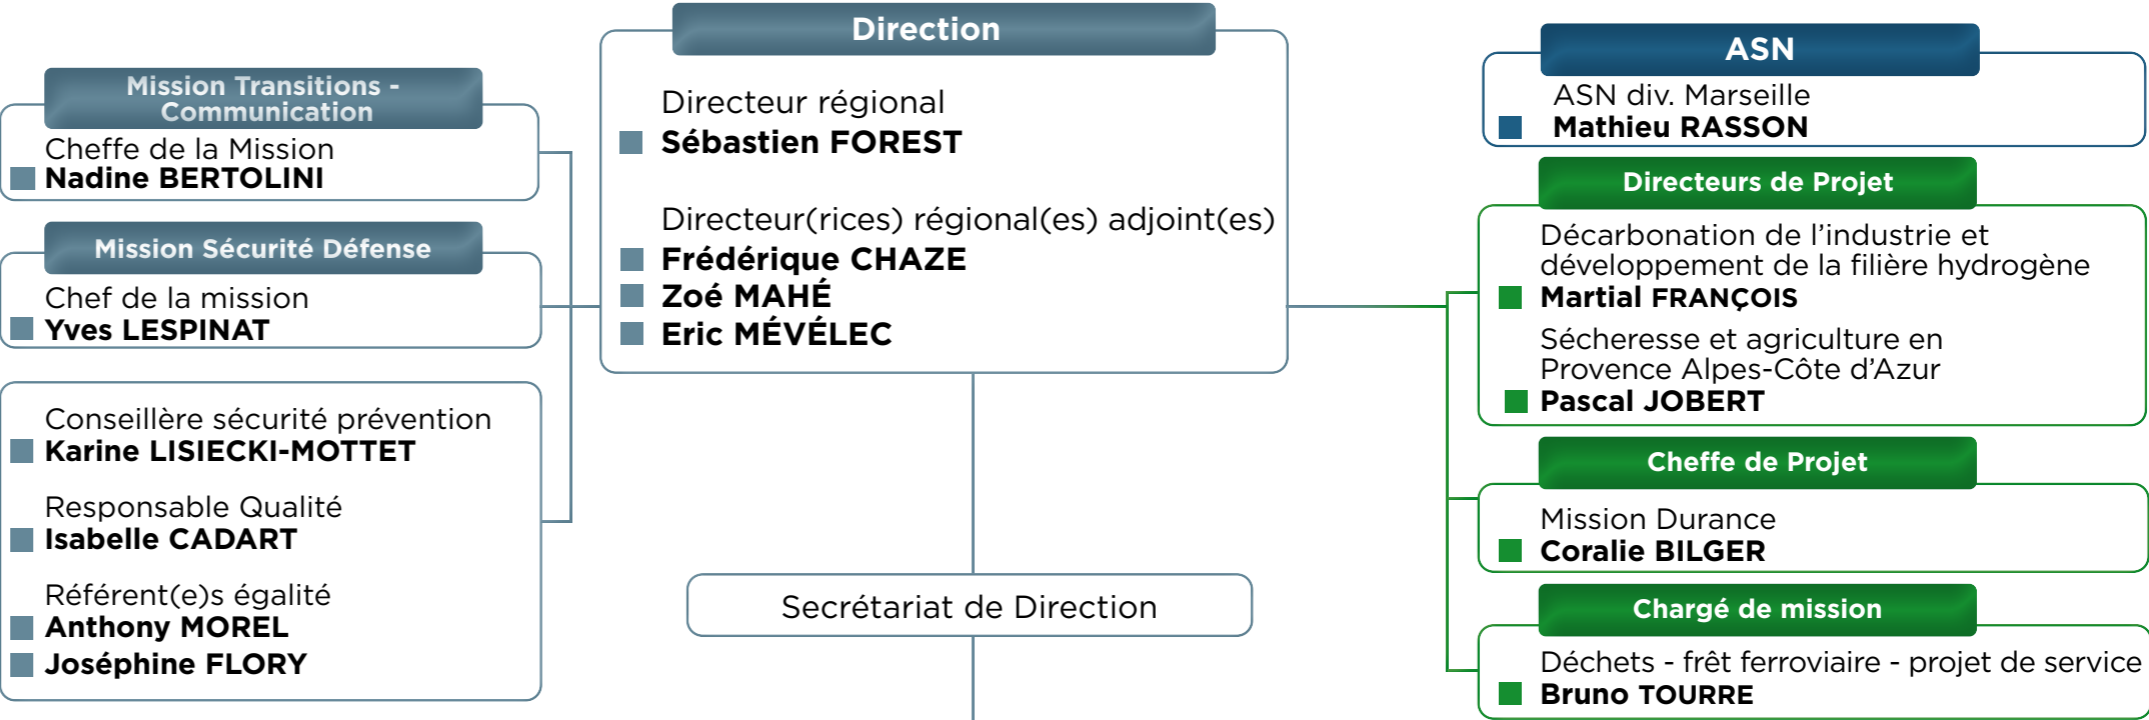 Direction
Directeur régional
Sébastien FOREST
Directeur(rices) régional(es) adjoint(es)
Frédérique CHAZE
Zoé MAHÉ
Eric MÉVÉLEC
Mission Transitions -
Communication
Cheffe de la Mission
Nadine BERTOLINI
Mission Sécurité Défense
Chef de la mission
Yves LESPINAT
Conseillère sécurité prévention
Karine LISIECKI-MOTTET
Responsable Qualité
Isabelle CADART
Référent(e)s égalité
Anthony MOREL
Joséphine FLORY
Secrétariat de Direction
ASN
ASN div. Marseille
Mathieu RASSON
Directeurs de Projet
Décarbonation de l’industrie et
développement de la filière hydrogène
Martial FRANÇOIS
Sécheresse et agriculture en
Provence Alpes-Côte d’Azur
Pascal JOBERT
Cheffe de Projet
Mission Durance
Coralie BILGER
Chargé de mission
Déchets - frêt ferroviaire - projet de service
Bruno TOURRE